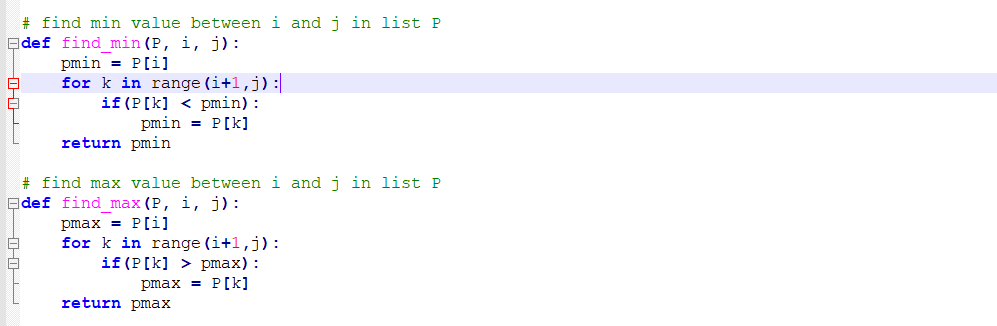 # find min value between i and j in list P
def find_min(P, i, j):
    pmin = P[i]
    for k in range(i+1,j):
        if(P[k] < pmin):
            pmin = P[k]
    return pmin

# find max value between i and j in list P
def find_max(P, i, j):
    pmax = P[i]
    for k in range(i+1,j):
        if(P[k] > pmax):
            pmax = P[k]
    return pmax